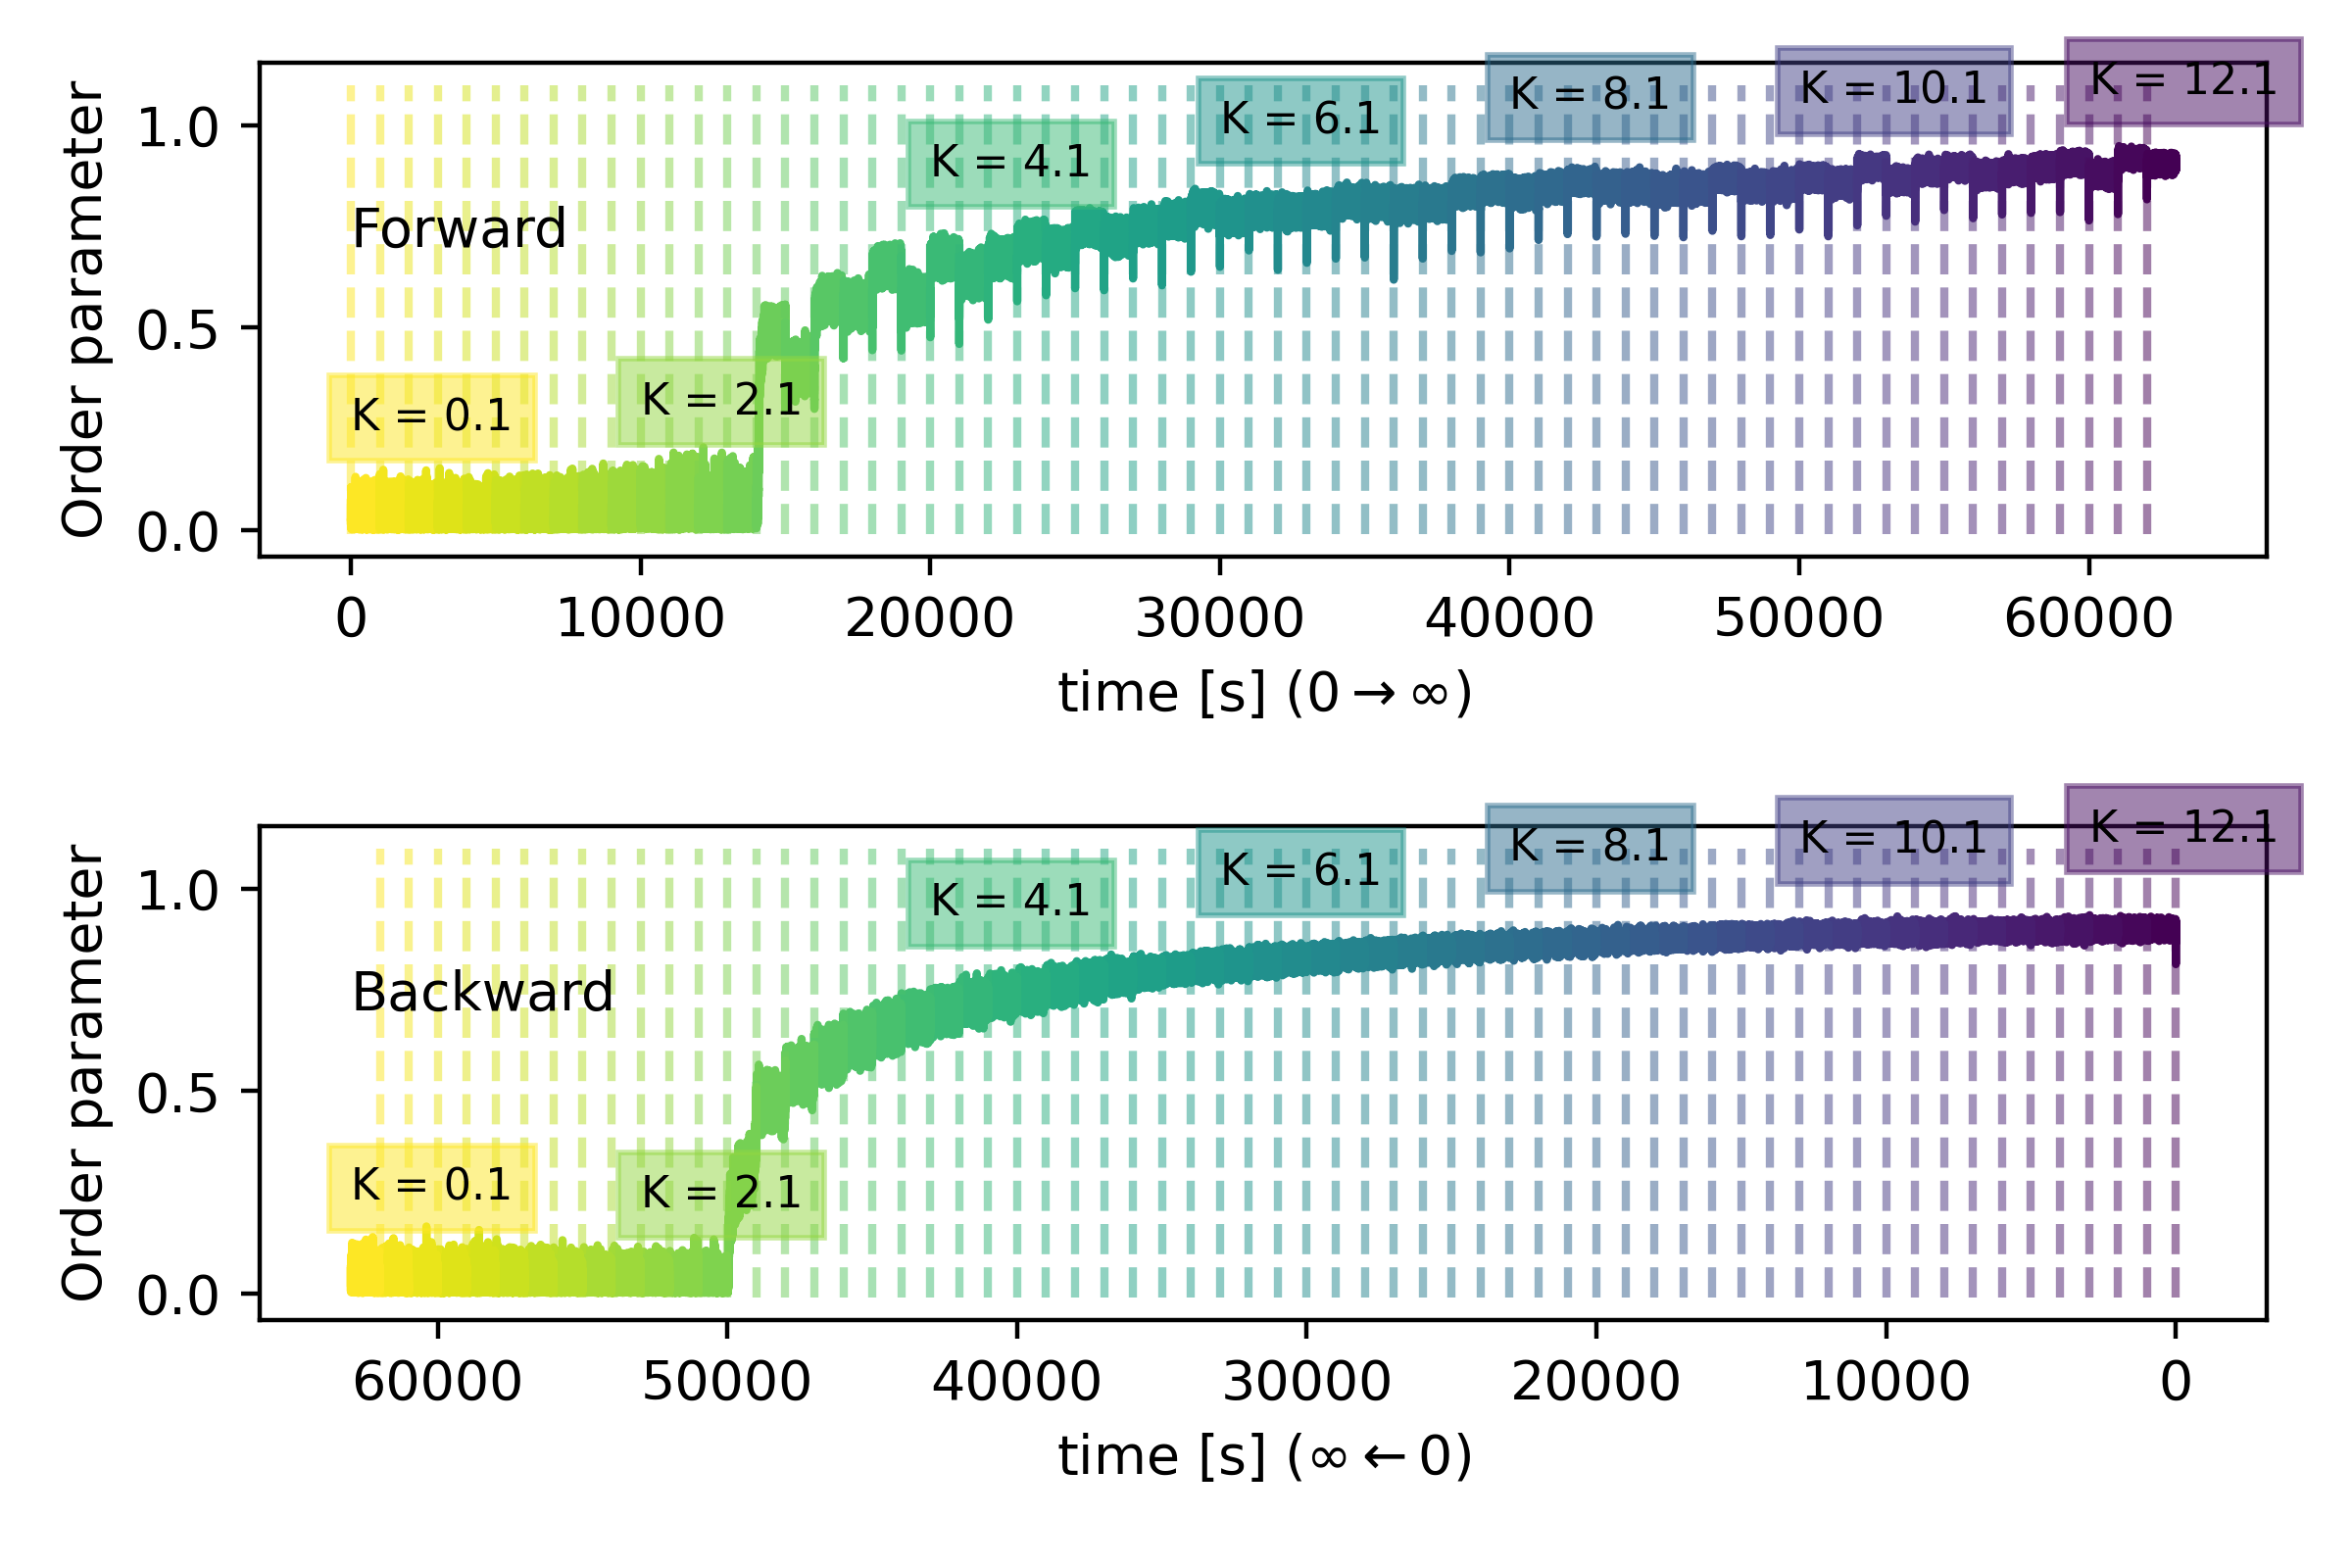 K = 12.1
K = 10.1
K = 8.1
K = 6.1
K = 4.1
K = 2.1
K = 0.1
Forward
Order parameter
1.0
0.5
0.0
0 10000 20000 30000 40000 50000 60000
time [s] (0 → ∞)
K = 12.1
K = 10.1
K = 8.1
K = 6.1
K = 4.1
K = 2.1
K = 0.1
Backward
Order parameter
1.0
0.5
0.0
60000 50000 40000 30000 20000 10000 0
time [s] (∞ ← 0)